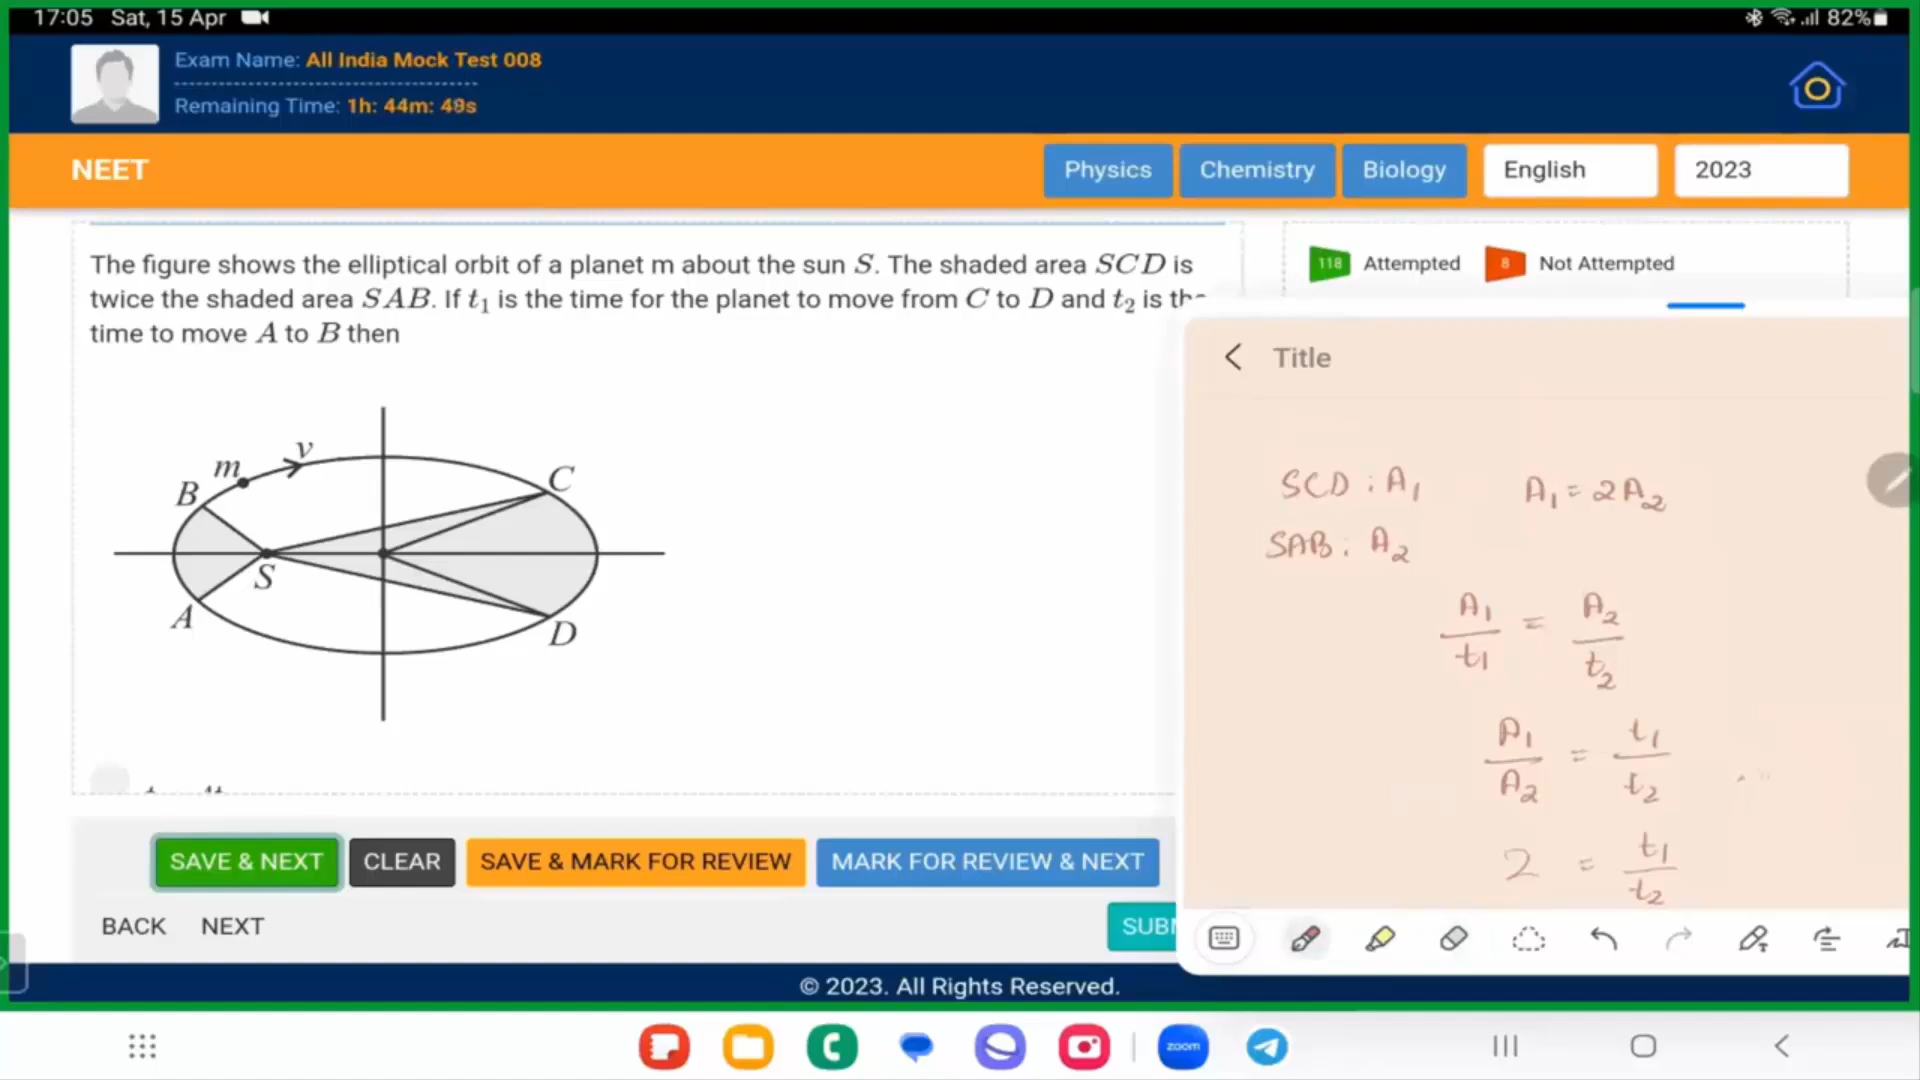 17:05 Sat, 15 Apr
82%
Exam Name: All India Mock Test 008
Remaining Time: 1h: 44m: 49s
NEET
Physics
Chemistry
Biology
English
2023
The figure shows the elliptical orbit of a planet m about the sun S. The shaded area SCD is
twice the shaded area SAB. If t₁ is the time for the planet to move from C to D and t₂ is the
time to move A to B then
118 Attempted
8 Not Attempted
m
v
B
C
S
A
D
Title
SCD : A₁
A₁ = 2A₂
SAB : A₂
A₁/t₁ = A₂/t₂
A₁/A₂ = t₁/t₂
2 = t₁/t₂
SAVE & NEXT
CLEAR
SAVE & MARK FOR REVIEW
MARK FOR REVIEW & NEXT
BACK
NEXT
SUBM
© 2023. All Rights Reserved.
zoom